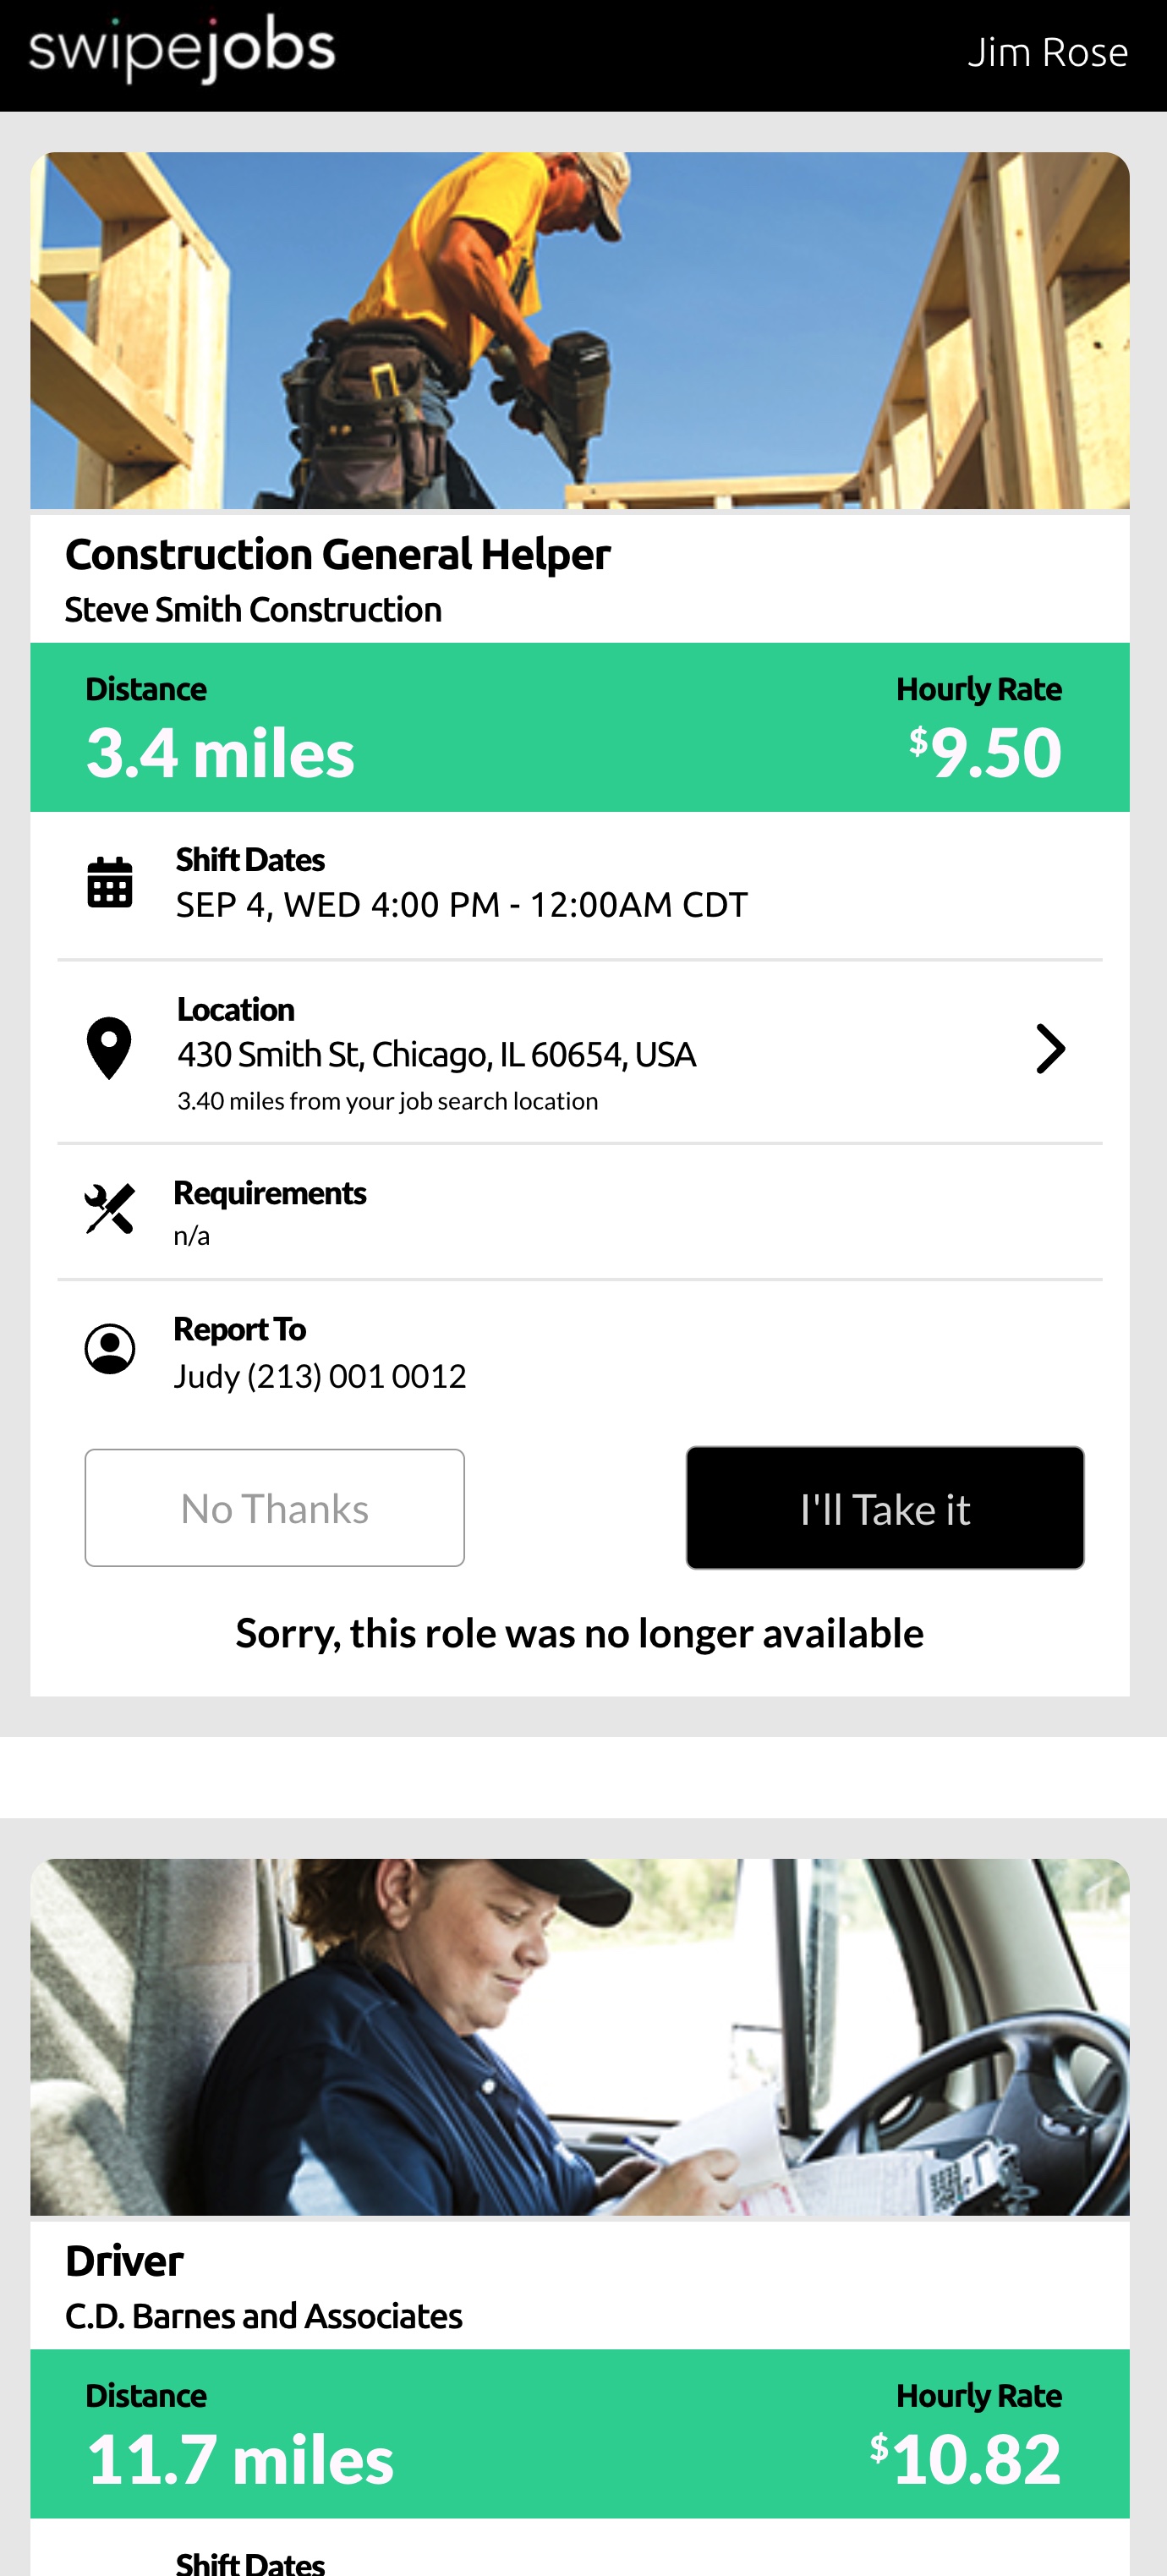 swipejobs
Jim Rose
Construction General Helper
Steve Smith Construction
Distance
Hourly Rate
3.4 miles
$9.50
Shift Dates
SEP 4, WED 4:00 PM - 12:00AM CDT
Location
430 Smith St, Chicago, IL 60654, USA
3.40 miles from your job search location
Requirements
n/a
Report To
Judy (213) 001 0012
No Thanks
I'll Take it
Sorry, this role was no longer available
Driver
C.D. Barnes and Associates
Distance
Hourly Rate
11.7 miles
$10.82
Shift Dates